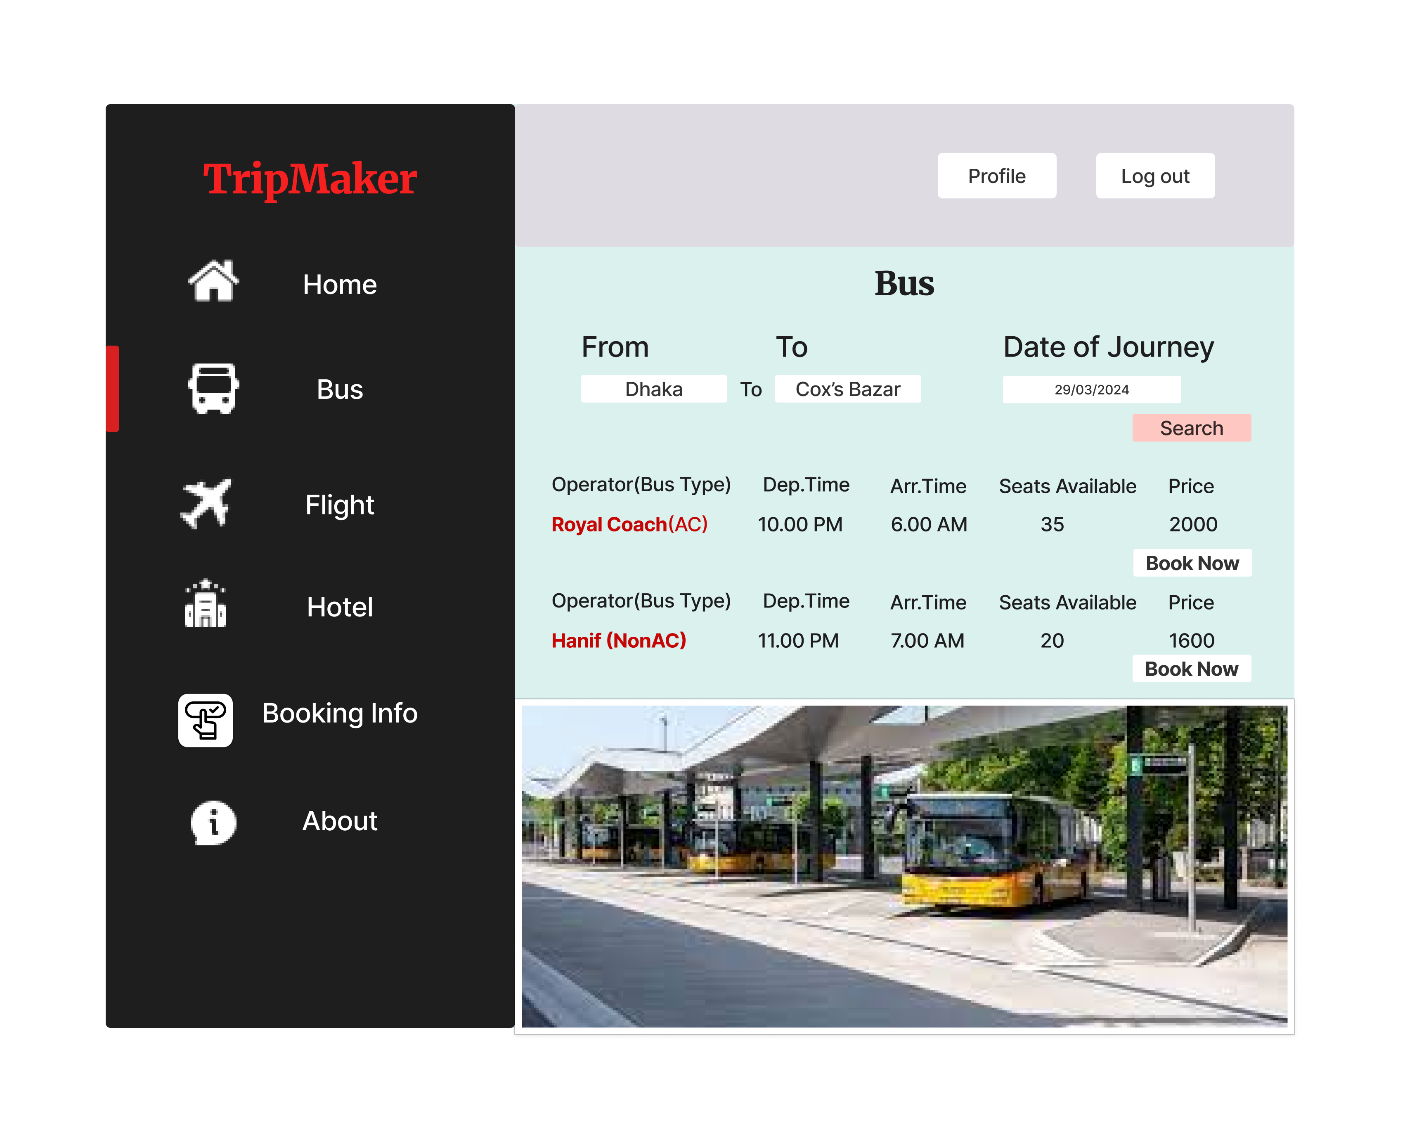 TripMaker
Home
Bus
Flight
Hotel
Booking Info
About
Profile Log out
Bus
From To Date of Journey
Dhaka To Cox’s Bazar 29/03/2024
Search
Operator(Bus Type) Dep.Time Arr.Time Seats Available Price
Royal Coach(AC) 10.00 PM 6.00 AM 35 2000
Book Now
Operator(Bus Type) Dep.Time Arr.Time Seats Available Price
Hanif (NonAC) 11.00 PM 7.00 AM 20 1600
Book Now